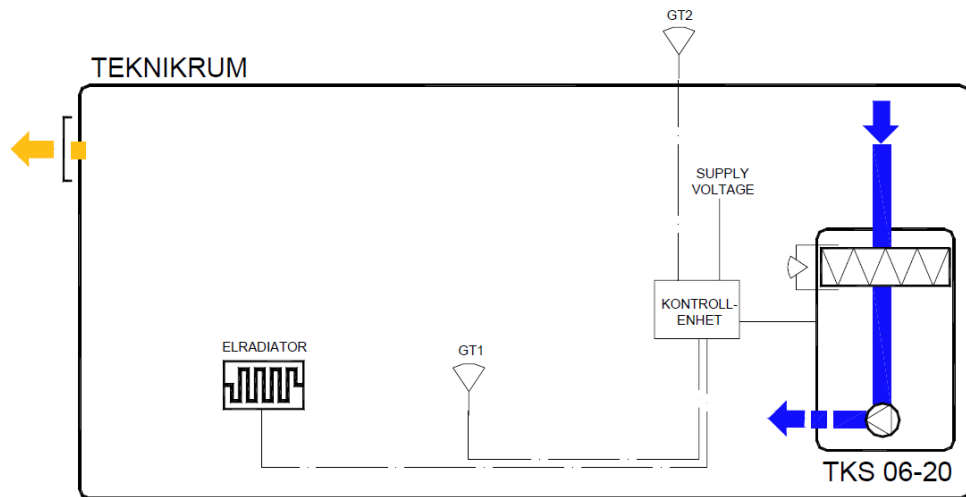 GT2
TEKNIKRUM
SUPPLY
VOLTAGE
KONTROLL-
ENHET
ELRADIATOR
GT1
TKS 06-20